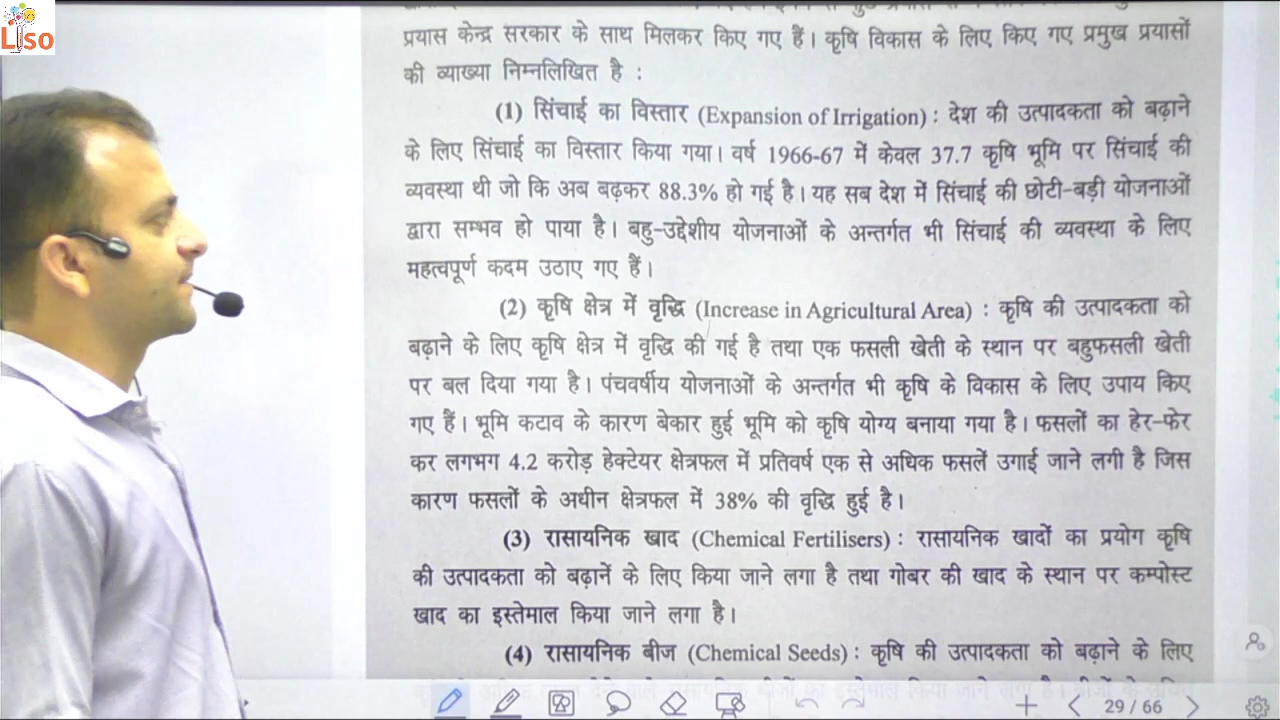 Liso
प्रयास केन्द्र सरकार के साथ मिलकर किए गए हैं। कृषि विकास के लिए किए गए प्रमुख प्रयासों
की व्याख्या निम्नलिखित है :
(1) सिंचाई का विस्तार (Expansion of Irrigation) : देश की उत्पादकता को बढ़ाने
के लिए सिंचाई का विस्तार किया गया। वर्ष 1966-67 में केवल 37.7 कृषि भूमि पर सिंचाई की
व्यवस्था थी जो कि अब बढ़कर 88.3% हो गई है। यह सब देश में सिंचाई की छोटी-बड़ी योजनाओं
द्वारा सम्भव हो पाया है। बहु-उद्देशीय योजनाओं के अन्तर्गत भी सिंचाई की व्यवस्था के लिए
महत्वपूर्ण कदम उठाए गए हैं।
(2) कृषि क्षेत्र में वृद्धि (Increase in Agricultural Area) : कृषि की उत्पादकता को
बढ़ाने के लिए कृषि क्षेत्र में वृद्धि की गई है तथा एक फसली खेती के स्थान पर बहुफसली खेती
पर बल दिया गया है। पंचवर्षीय योजनाओं के अन्तर्गत भी कृषि के विकास के लिए उपाय किए
गए हैं। भूमि कटाव के कारण बेकार हुई भूमि को कृषि योग्य बनाया गया है। फसलों का हेर-फेर
कर लगभग 4.2 करोड़ हेक्टेयर क्षेत्रफल में प्रतिवर्ष एक से अधिक फसलें उगाई जाने लगी है जिस
कारण फसलों के अधीन क्षेत्रफल में 38% की वृद्धि हुई है।
(3) रासायनिक खाद (Chemical Fertilisers) : रासायनिक खादों का प्रयोग कृषि
की उत्पादकता को बढ़ानें के लिए किया जाने लगा है तथा गोबर की खाद के स्थान पर कम्पोस्ट
खाद का इस्तेमाल किया जाने लगा है।
(4) रासायनिक बीज (Chemical Seeds) : कृषि की उत्पादकता को बढ़ाने के लिए
29 / 66